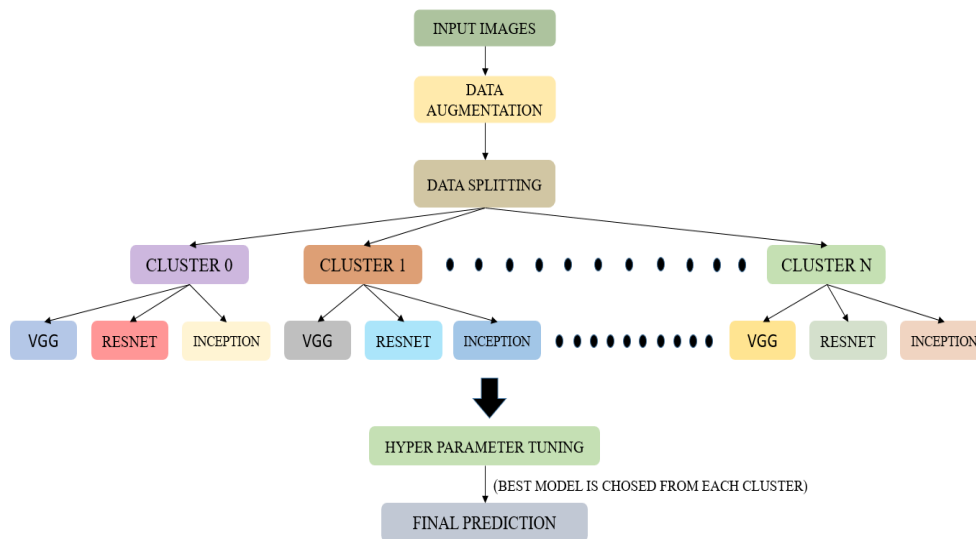 INPUT IMAGES
DATA
AUGMENTATION
DATA SPLITTING
CLUSTER 0
CLUSTER 1
CLUSTER N
VGG
RESNET
INCEPTION
VGG
RESNET
INCEPTION
VGG
RESNET
INCEPTION
HYPER PARAMETER TUNING
(BEST MODEL IS CHOSED FROM EACH CLUSTER)
FINAL PREDICTION